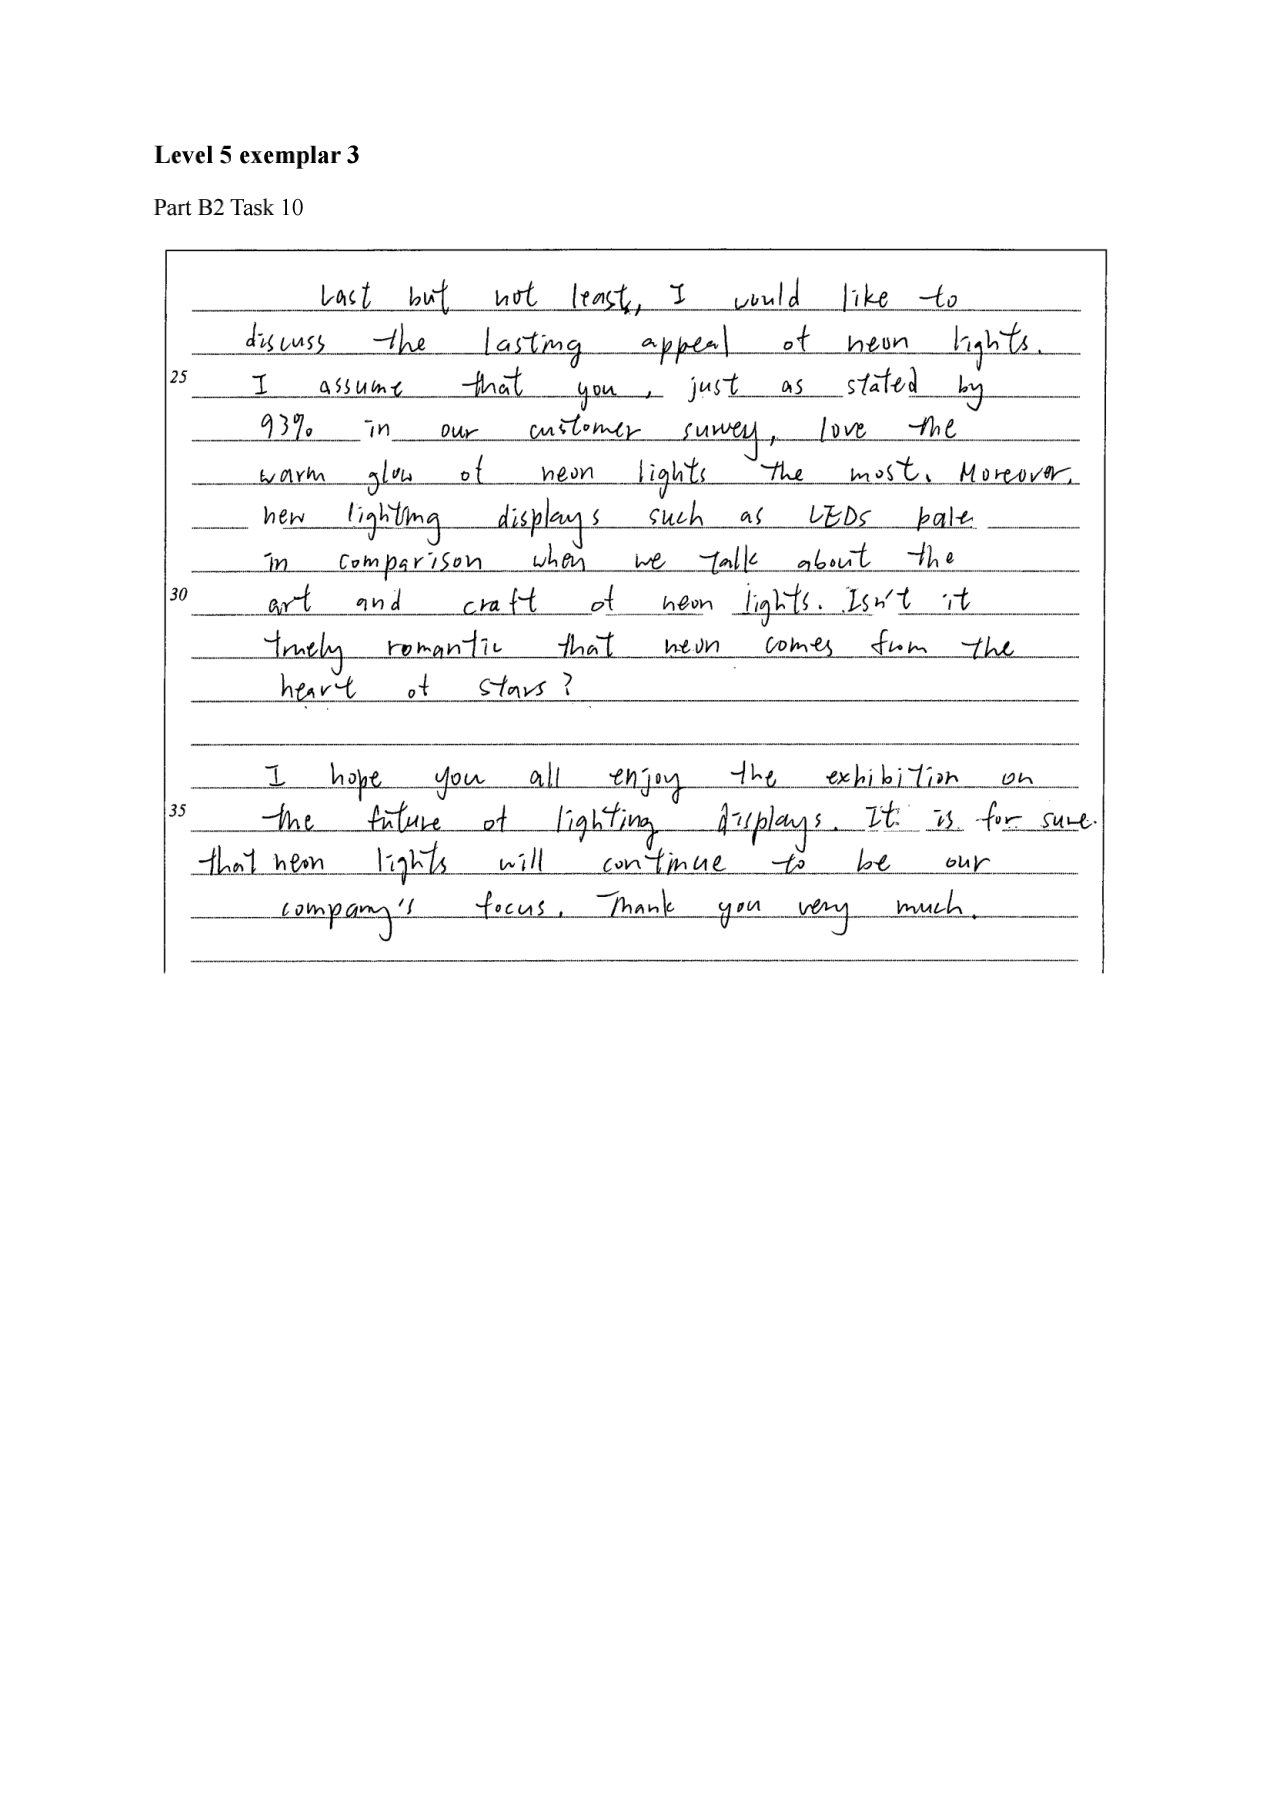 Level 5 exemplar 3
Part B2 Task 10
Last but not least, I would like to
discuss the lasting appeal of neon lights.
25 I assume that you, just as stated by
93% in our customer survey, love the
warm glow of neon lights the most. Moreover,
new lighting displays such as LEDs pale
in comparison when we talk about the
30 art and craft of neon lights. Isn't it
truely romantic that neon comes from the
heart of stars?
I hope you all enjoy the exhibition on
35 the future of lighting displays. It is for sure
that neon lights will continue to be our
company's focus. Thank you very much.